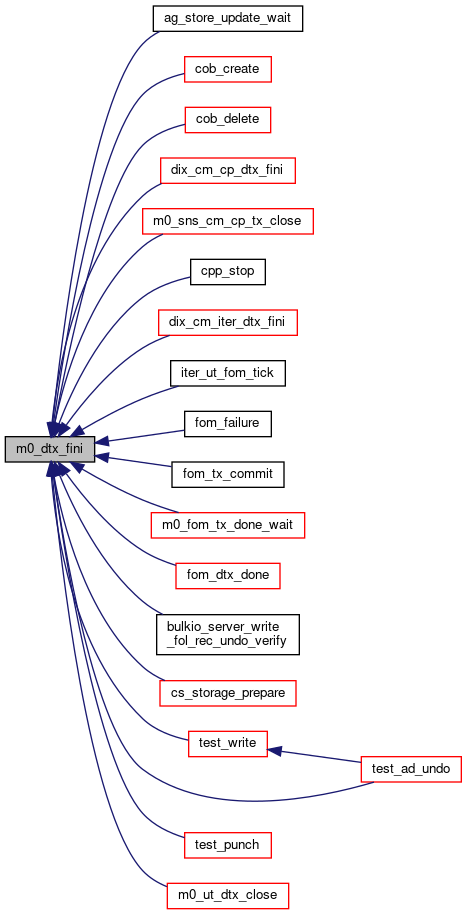 ag_store_update_wait
cob_create
cob_delete
dix_cm_cp_dtx_fini
m0_sns_cm_cp_tx_close
cpp_stop
dix_cm_iter_dtx_fini
iter_ut_fom_tick
fom_failure
m0_dtx_fini
fom_tx_commit
m0_fom_tx_done_wait
fom_dtx_done
bulkio_server_write
_fol_rec_undo_verify
cs_storage_prepare
test_write
test_ad_undo
test_punch
m0_ut_dtx_close